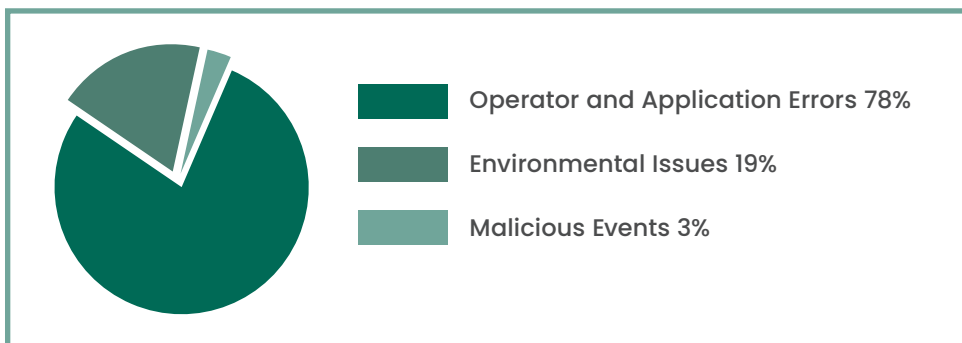 Operator and Application Errors 78%
Environmental Issues 19%
Malicious Events 3%